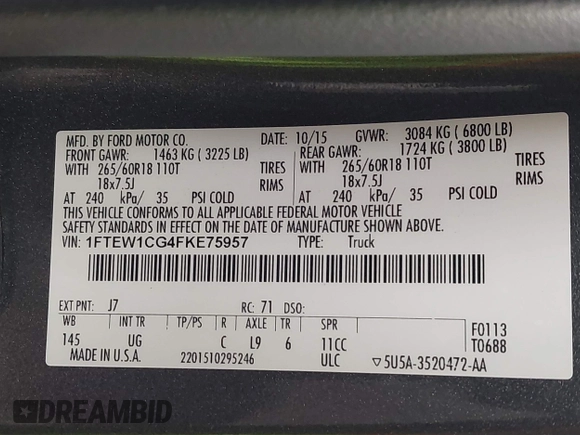 MFD. BY FORD MOTOR CO. DATE: 10/15 GVWR: 3084 KG ( 6800 LB)
FRONT GAWR: 1463 KG ( 3225 LB) REAR GAWR: 1724 KG ( 3800 LB)
WITH 265/60R18 110T TIRES WITH 265/60R18 110T TIRES
18x7.5J RIMS 18x7.5J RIMS
AT 240 kPa/ 35 PSI COLD AT 240 kPa/ 35 PSI COLD
THIS VEHICLE CONFORMS TO ALL APPLICABLE FEDERAL MOTOR VEHICLE
SAFETY STANDARDS IN EFFECT ON THE DATE OF MANUFACTURE SHOWN ABOVE.
VIN: 1FTEW1CG4FKE75957 TYPE: Truck
EXT PNT: J7 RC: 71 DSO:
WB INT TR TP/PS R AXLE TR SPR F0113
145 UG C L9 6 11CC T0688
MADE IN U.S.A. 2201510295246 ULC ▽5U5A-3520472-AA
DREAMBID